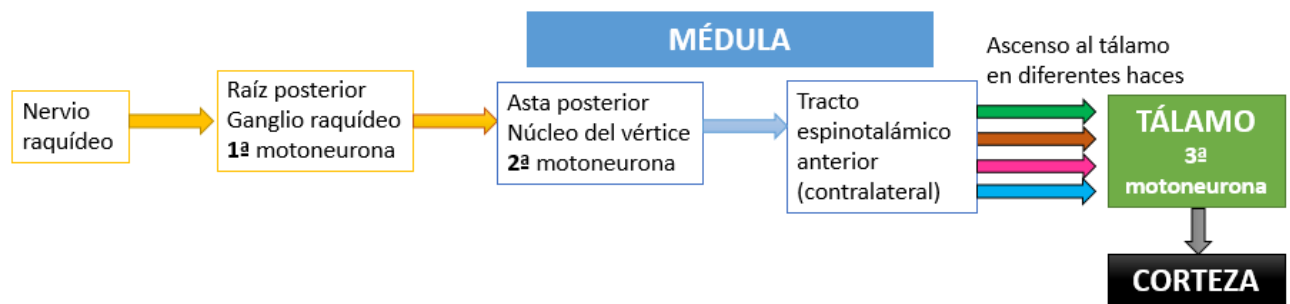 MÉDULA
Nervio
raquídeo
Raíz posterior
Ganglio raquídeo
1ª motoneurona
Asta posterior
Núcleo del vértice
2ª motoneurona
Tracto
espinotalámico
anterior
(contralateral)
Ascenso al tálamo
en diferentes haces
TÁLAMO
3ª
motoneurona
CORTEZA